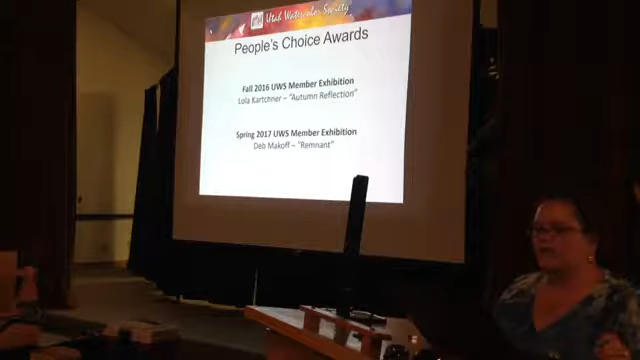 Utah Watercolor Society
People's Choice Awards
Fall 2016 UWS Member Exhibition
Lola Kartchner – "Autumn Reflection"
Spring 2017 UWS Member Exhibition
Deb Makoff – "Remnant"